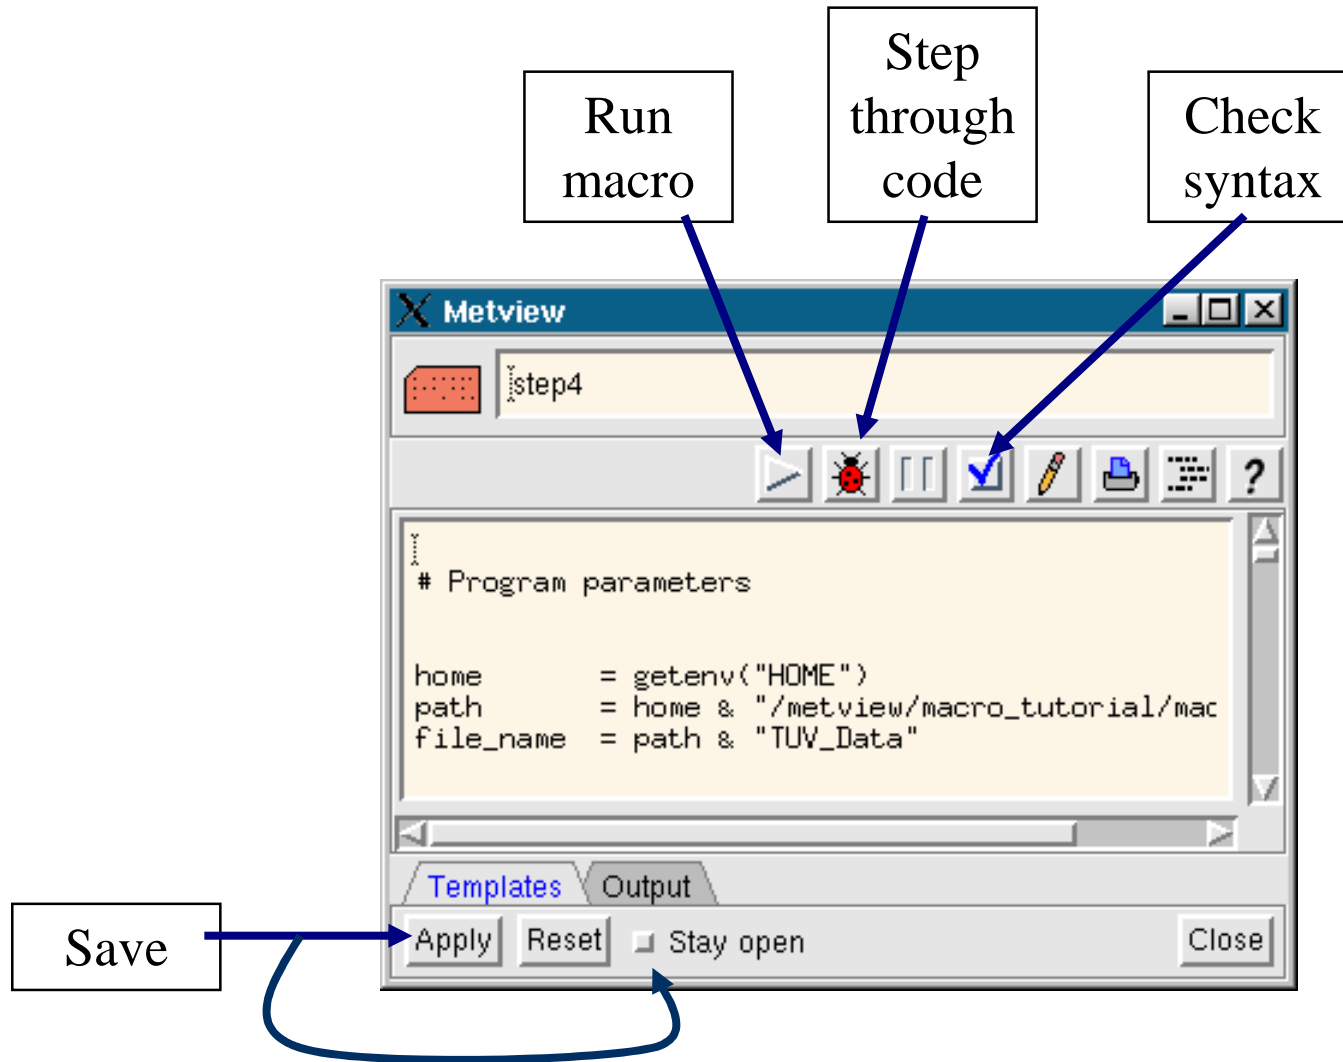 Run
macro
Step
through
code
Check
syntax
Metview
step4
?
# Program parameters
home = getenv("HOME")
path = home & "/metview/macro_tutorial/mac
file_name = path & "TUV_Data"
Templates Output
Save
Apply Reset Stay open Close